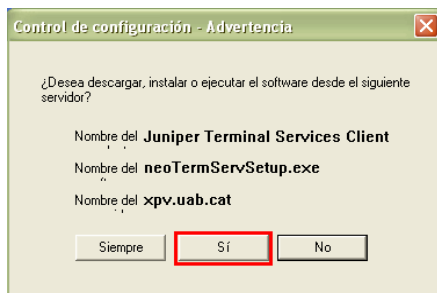 Control de configuración - Advertencia
¿Desea descargar, instalar o ejecutar el software desde el siguiente
servidor?
Nombre del Juniper Terminal Services Client
Nombre del neoTermServSetup.exe
Nombre del xpv.uab.cat
Siempre Sí No